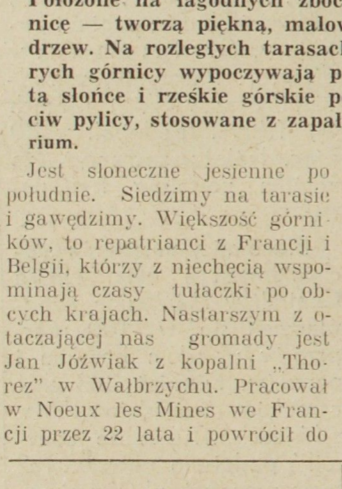 Położone na łagodnych zboc
nicę — tworzą piękną, malow
drzew. Na rozległych tarasach
rych górnicy wypoczywają p
tą słońce i rześkie górskie p
ciw pylicy, stosowane z zapał
rium.
Jest słoneczne jesienne po
południe. Siedzimy na tarasie
i gawędzimy. Większość górni-
ków, to repatrianci z Francji i
Belgii, którzy z niechęcią wspo-
minają czasy tułaczki po ob-
cych krajach. Nastarszym z o-
taczającej nas gromady jest
Jan Jóźwiak z kopalni „Tho-
rez" w Wałbrzychu. Pracował
w Noeux les Mines we Fran-
cji przez 22 lata i powrócił do